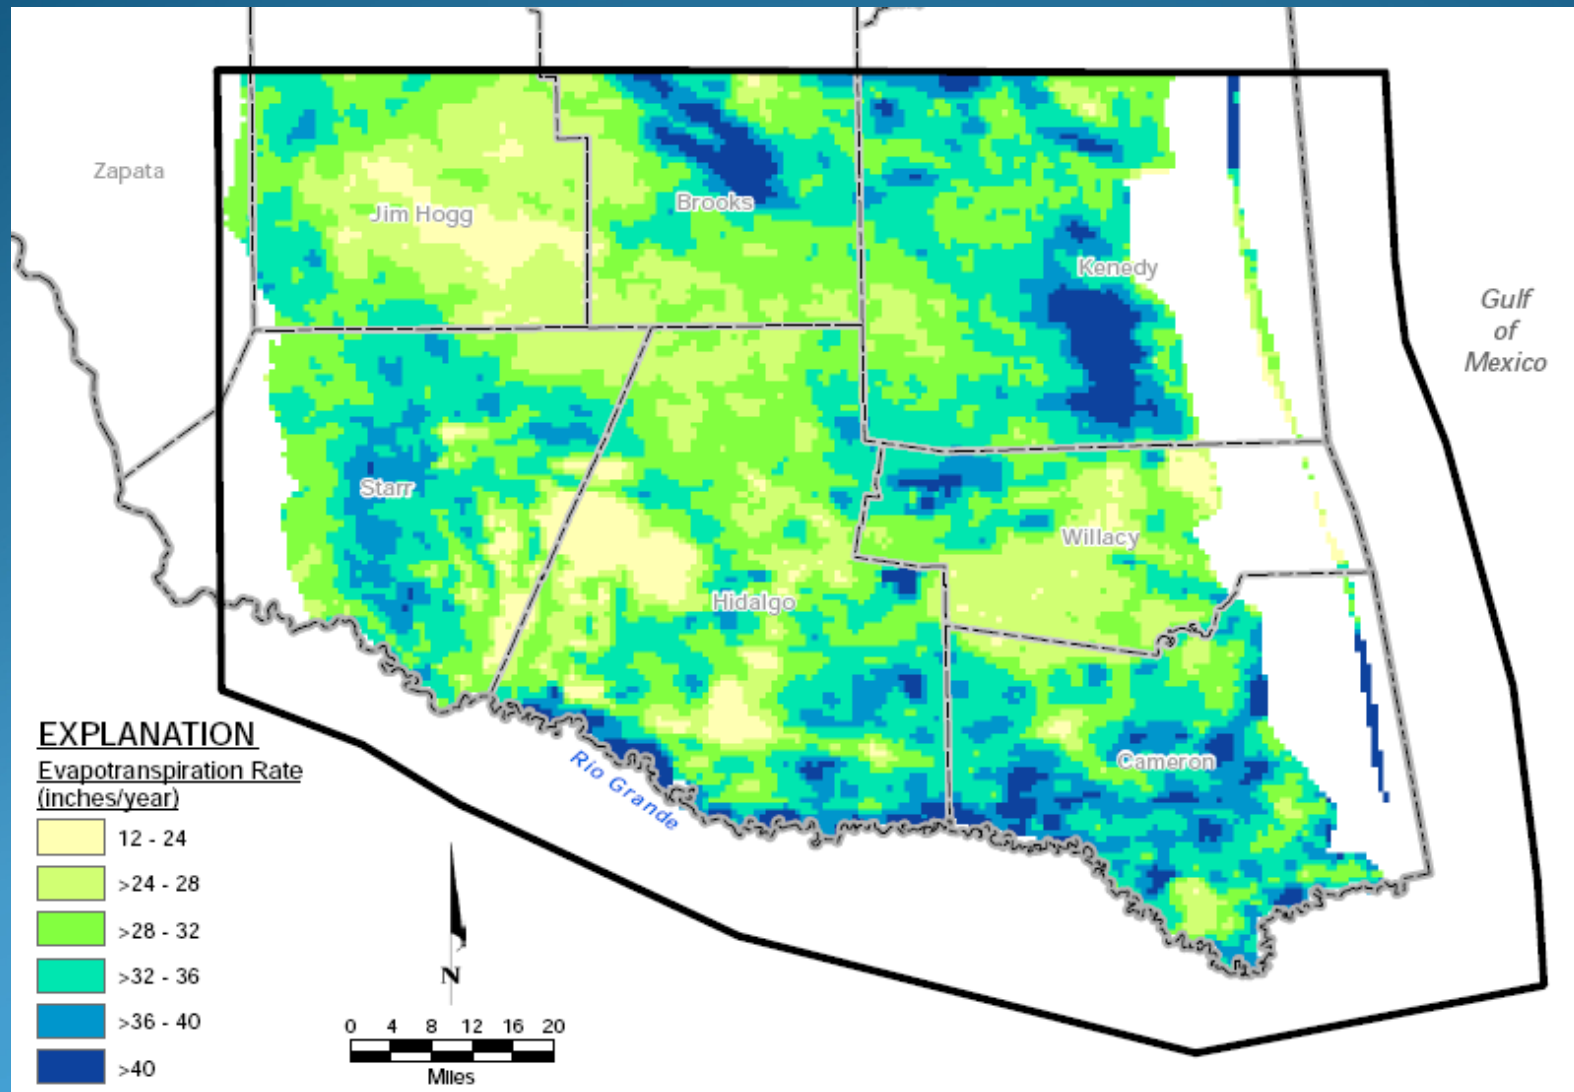 Zapata
Jim Hogg
Brooks
Kenedy
Gulf
of
Mexico
Starr
Willacy
Hidalgo
Cameron
Rio Grande
EXPLANATION
Evapotranspiration Rate
(inches/year)
12 - 24
>24 - 28
>28 - 32
>32 - 36
>36 - 40
>40
N
0 4 8 12 16 20
Miles